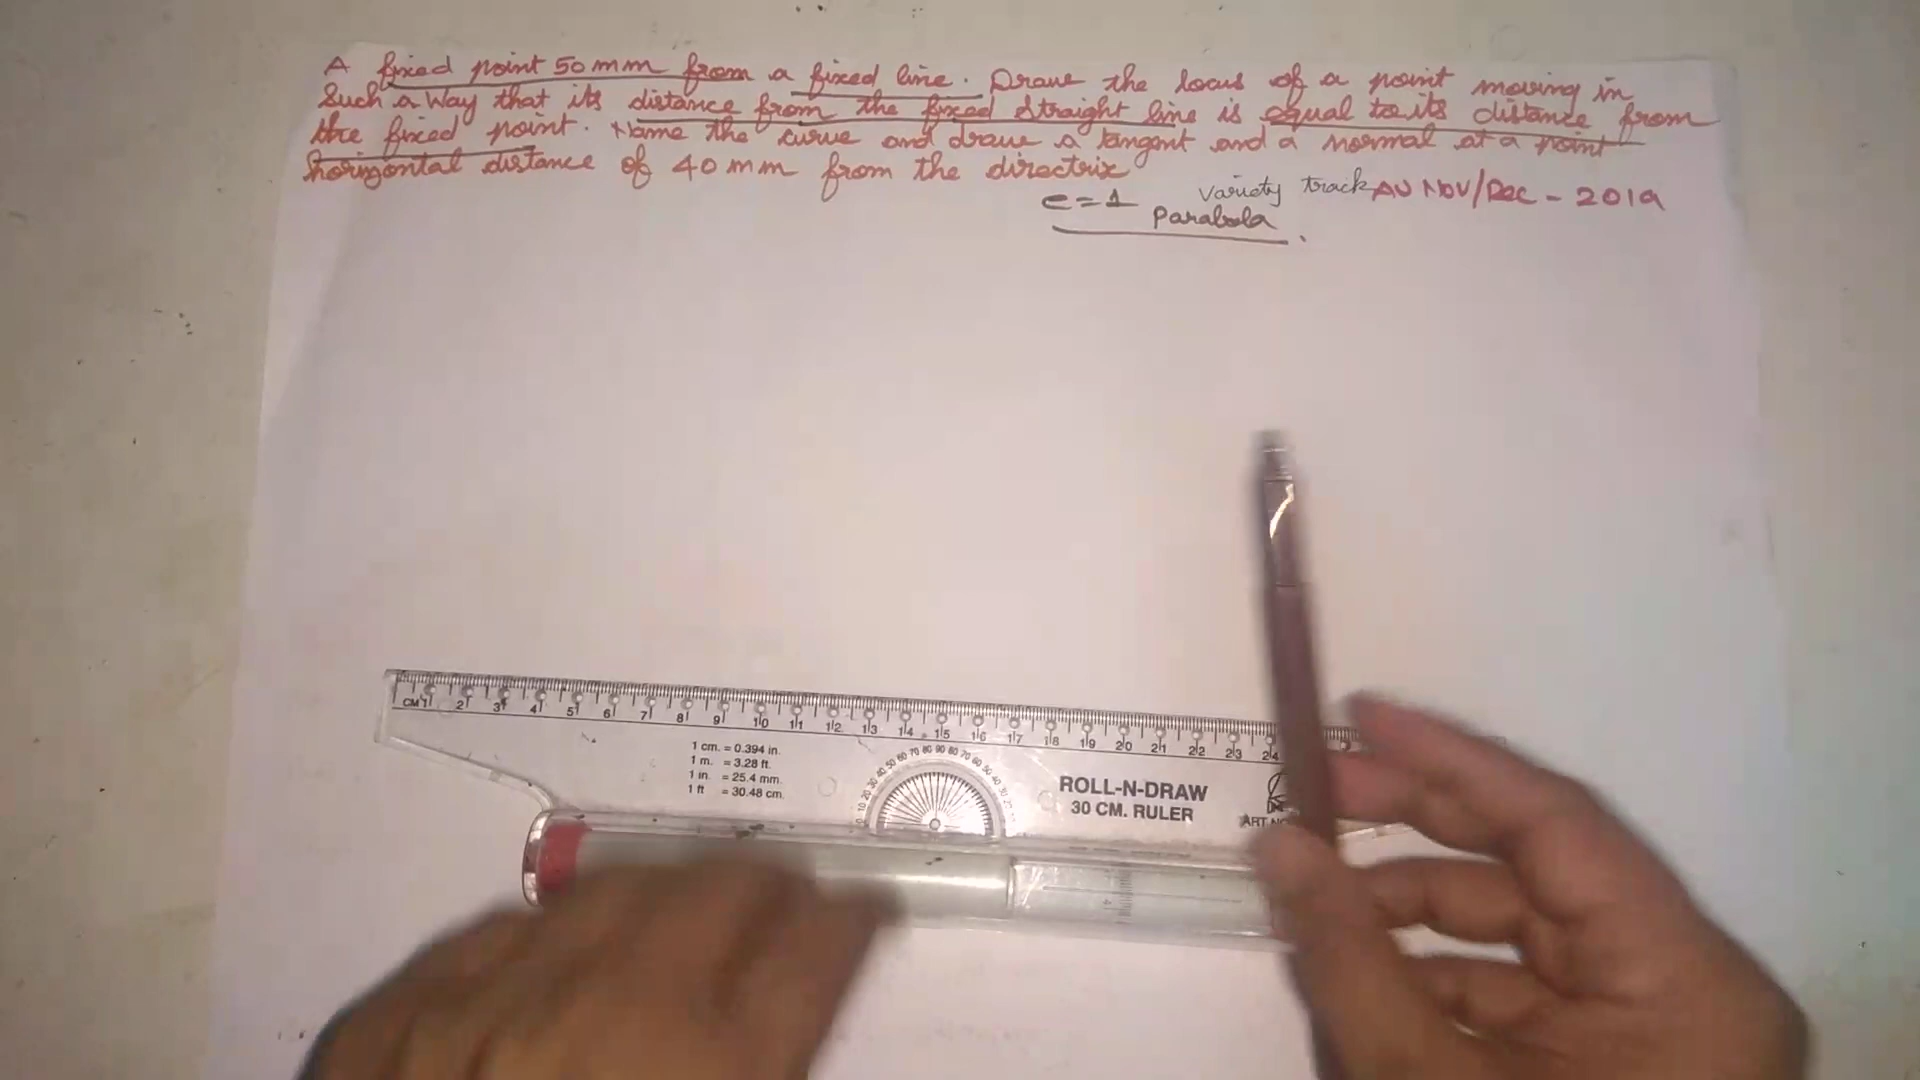 A fixed point 50 mm from a fixed line. Draw the locus of a point moving in
Such a Way that its distance from the fixed Straight line is equal to its distance from
the fixed point. Name the curve and draw a tangent and a normal at a point
horizontal distance of 40 mm from the directrix
e = 1 Variety track AU Nov/Dec - 2019
Parabola.
CM 1 2 3 4 5 6 7 8 9 10 11 12 13 14 15 16 17 18 19 20 21 22 23 24
1 cm. = 0.394 in.
1 m. = 3.28 ft.
1 in. = 25.4 mm.
1 ft = 30.48 cm.
ROLL-N-DRAW
30 CM. RULER